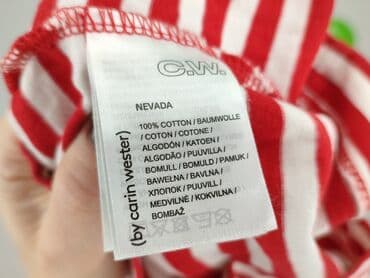 C.W.
NEVADA
100% COTTON / BAUMWOLLE
/ COTON / COTONE /
ALGODÓN / KATOEN /
ALGODÃO / PUUVILLA /
BOMULL / BOMULD / PAMUK /
BAWEŁNA / BAVLNA /
ХЛОПОК / PUUVILL /
MEDVILNĖ / KOKVILNA /
BOMBAŽ
(by carin wester)